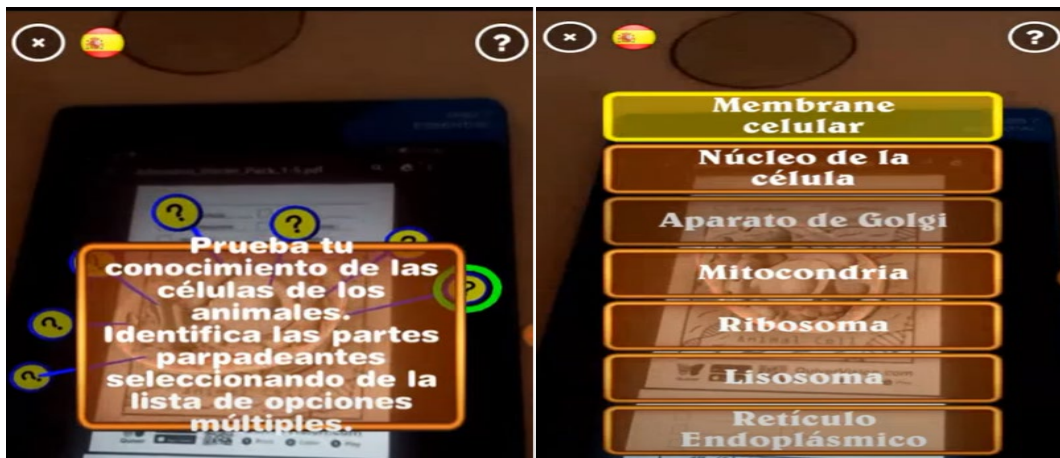 ?
?
?
?
?
?
Prueba tu
conocimiento de las
células de los
animales.
Identifica las partes
parpadeantes
seleccionando de la
lista de opciones
múltiples.
?
Membrane
celular
Núcleo de la
célula
Aparato de Golgi
Mitocondria
Ribosoma
Animal Cell
Lisosoma
Retículo
Endoplásmico